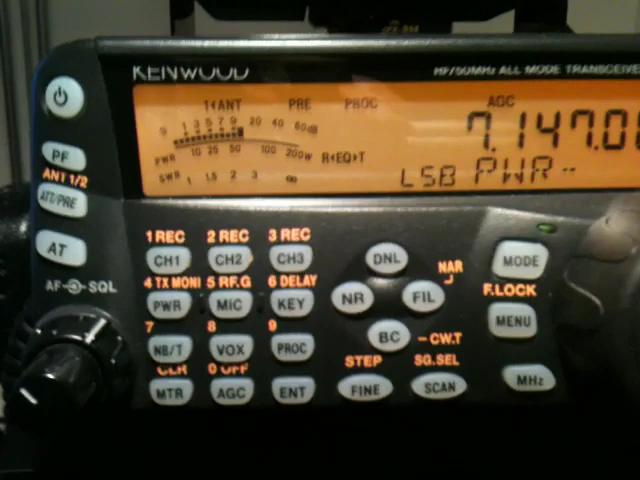 KENWOOD HF/50MHz ALL MODE TRANSCEIVER
1◄ANT PRE PROC AGC
S 1 3 5 7 9 20 40 60dB
7.147.0
PWR 10 25 50 100 200W R◄EQ►T
SWR 1 1.5 2 3 ∞ LSB PWR--
PF
ANT 1/2
ATT/PRE
AT
AF SQL
1 REC 2 REC 3 REC
CH1 CH2 CH3 DNL MODE
4 TX MONI 5 RF.G 6 DELAY NAR
PWR MIC KEY NR FIL F.LOCK
MENU
7 8 9 BC - CW.T
NB/T VOX PROC
CLR 0 OFF STEP SG.SEL
MTR AGC ENT FINE SCAN MHz